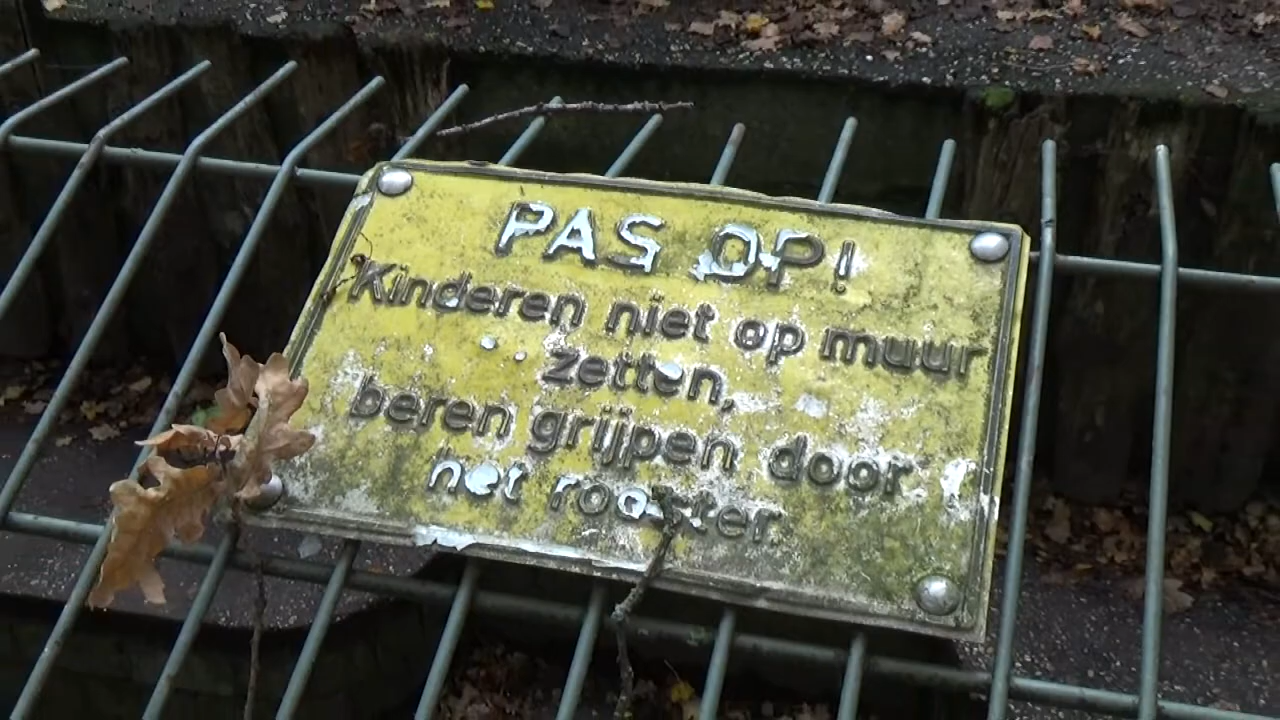 PAS OP!
Kinderen niet op muur
zetten,
beren grijpen door
het rooster.